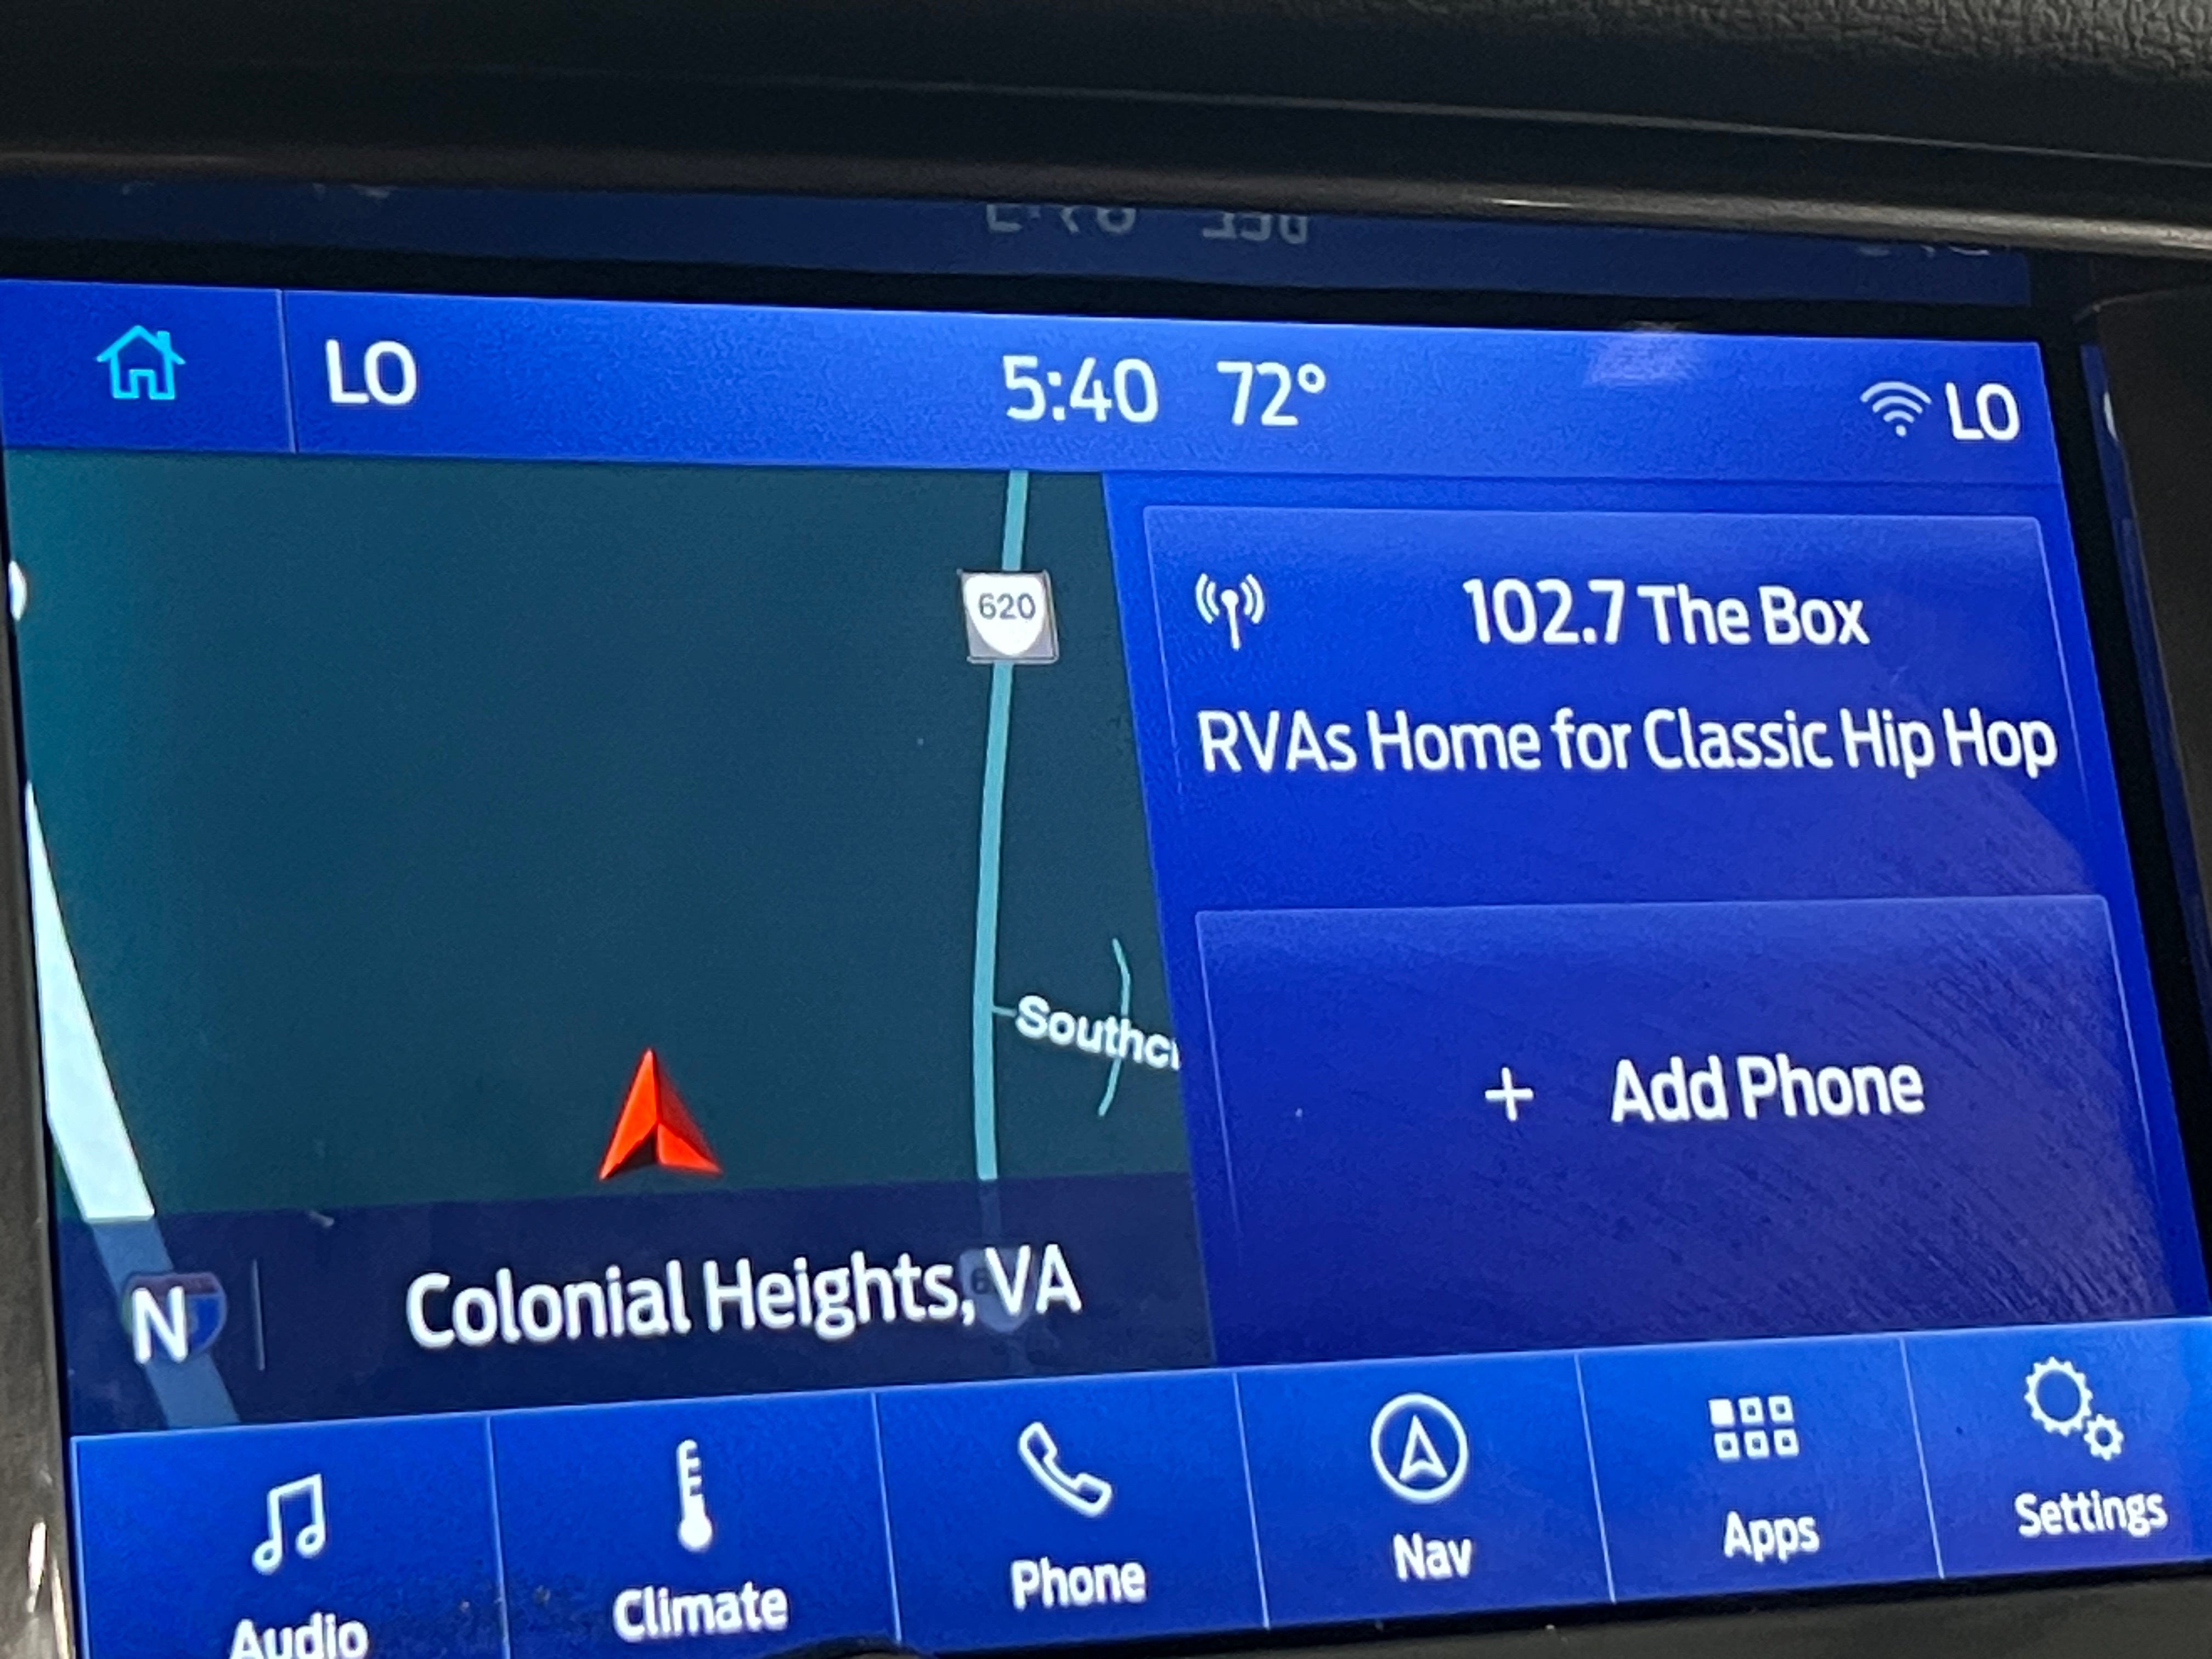 LO
5:40 72°
LO
620
102.7 The Box
RVAs Home for Classic Hip Hop
+ Add Phone
N
Colonial Heights, VA
Audio
Climate
Phone
Nav
Apps
Settings